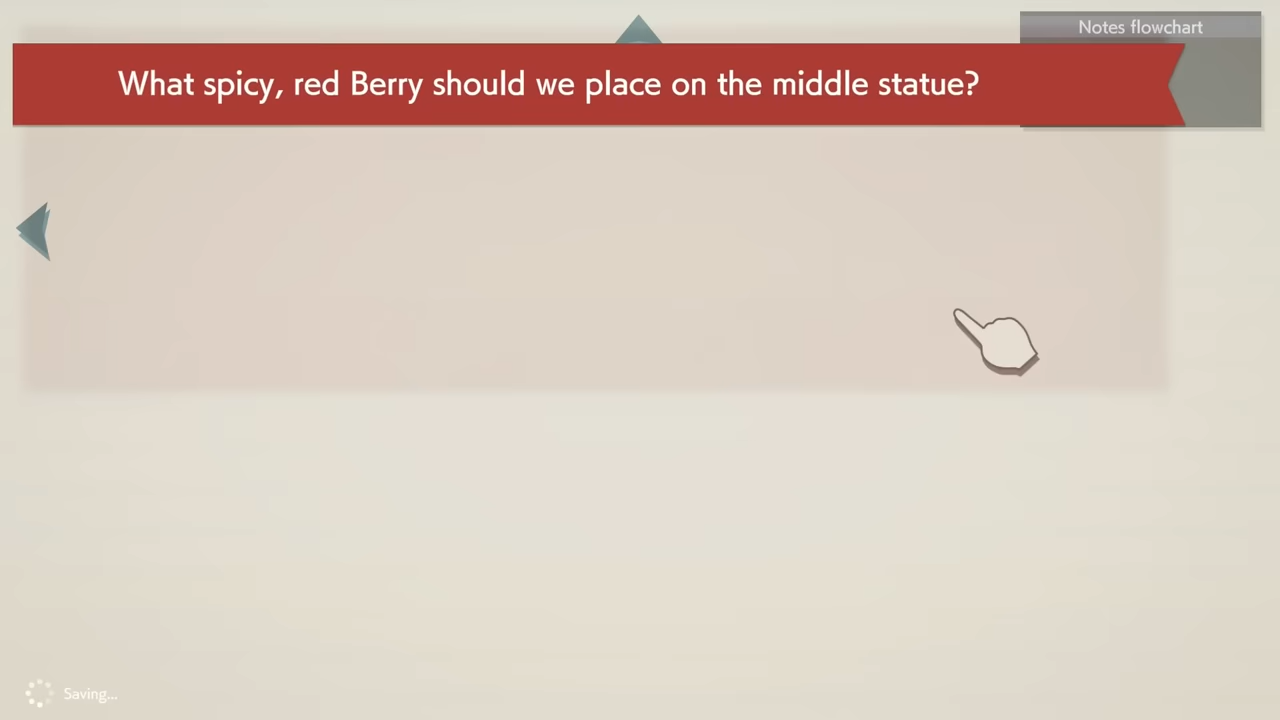 Notes flowchart
What spicy, red Berry should we place on the middle statue?
Saving...